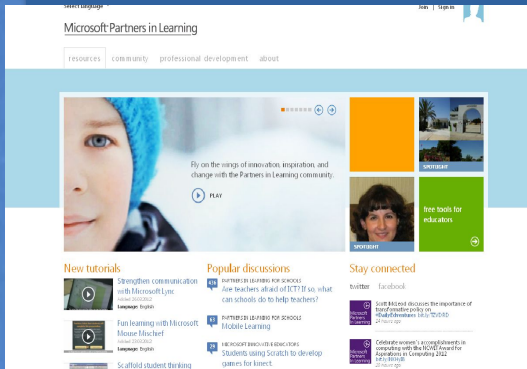 Select Language
Join | Sign in
Microsoft Partners in Learning
resources community professional development about
Fly on the wings of innovation, inspiration, and
change with the Partners in Learning community.
PLAY
SPOTLIGHT
SPOTLIGHT
free tools for
educators
New tutorials
Strengthen communication
with Microsoft Lync
Language: English
Fun learning with Microsoft
Mouse Mischief
Language: English
Scaffold student thinking
Popular discussions
PARTNERS IN LEARNING FOR SCHOOLS
Are teachers afraid of ICT? If so, what
can schools do to help teachers?
PARTNERS IN LEARNING FOR SCHOOLS
Mobile Learning
MICROSOFT INNOVATIVE EDUCATORS
Students using Scratch to develop
games for kinect.
Stay connected
twitter facebook
Scott McLeod discusses the importance of
transformative policy on
#DailyEdventures
Celebrate women's accomplishments in
computing with the NCWIT Award for
Aspirations in Computing 2012